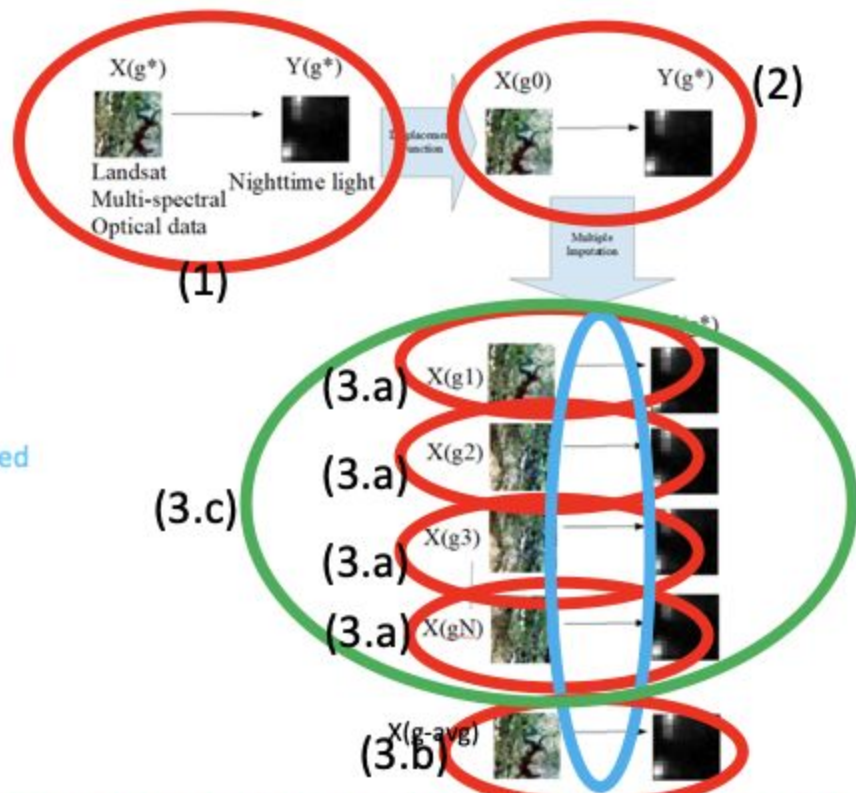 X(g*)
Y(g*)
X(g0)
Y(g*)
(2)
Landsat
Multi-spectral
Optical data
Nighttime light
(1)
Multiple
Imputation
X(g1)
(3.a)
X(g2)
(3.a)
ed
(3.c)
X(g3)
(3.a)
X(gN)
(3.a)
X(g-avg)
(3.b)